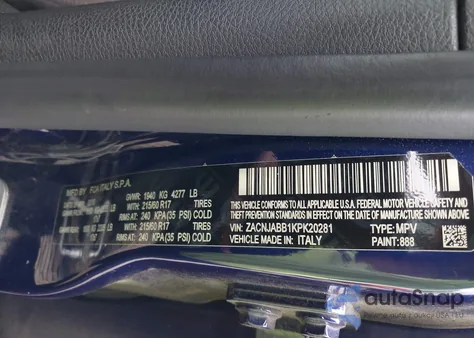 MFD BY FCA ITALY S.P.A.
GVWR: 1940 KG 4277 LB
WITH: 215/60 R17 TIRES
RIMS AT: 240 KPA(35 PSI) COLD
WITH: 215/60 R17 TIRES
RIMS AT: 240 KPA(35 PSI) COLD
THIS VEHICLE CONFORMS TO ALL APPLICABLE U.S.A. FEDERAL MOTOR VEHICLE SAFETY AND
THEFT PREVENTION STANDARDS IN EFFECT ON THE DATE OF MANUFACTURE SHOWN ABOVE.
VIN: ZACNJABB1KPK20281 TYPE: MPV
VEHICLE MADE IN: ITALY PAINT: 888
autoSnap